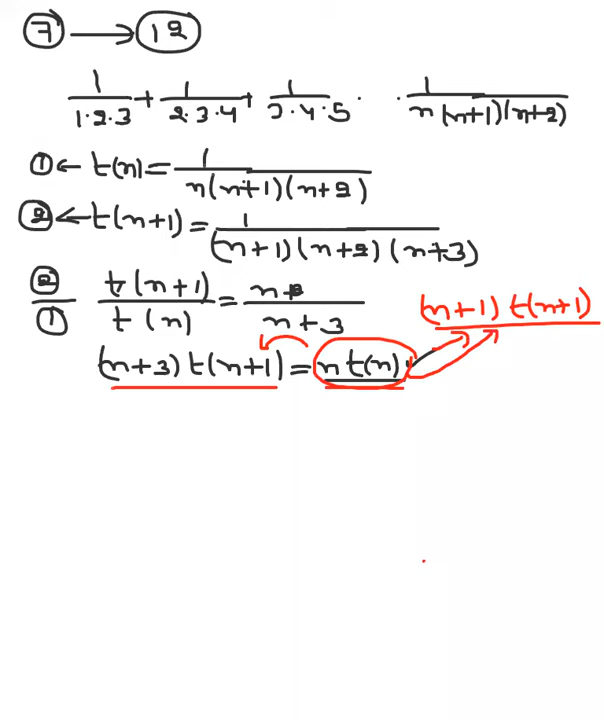 7 → 12
1/(1·2·3) + 1/(2·3·4) + 1/(3·4·5) · · 1/(n(n+1)(n+2))
① ← t(n) = 1/(n(n+1)(n+2))
② ← t(n+1) = 1/((n+1)(n+2)(n+3))
②/① t(n+1)/t(n) = n/(n+3)
(n+1) t(n+1)
(n+3) t(n+1) = n t(n)